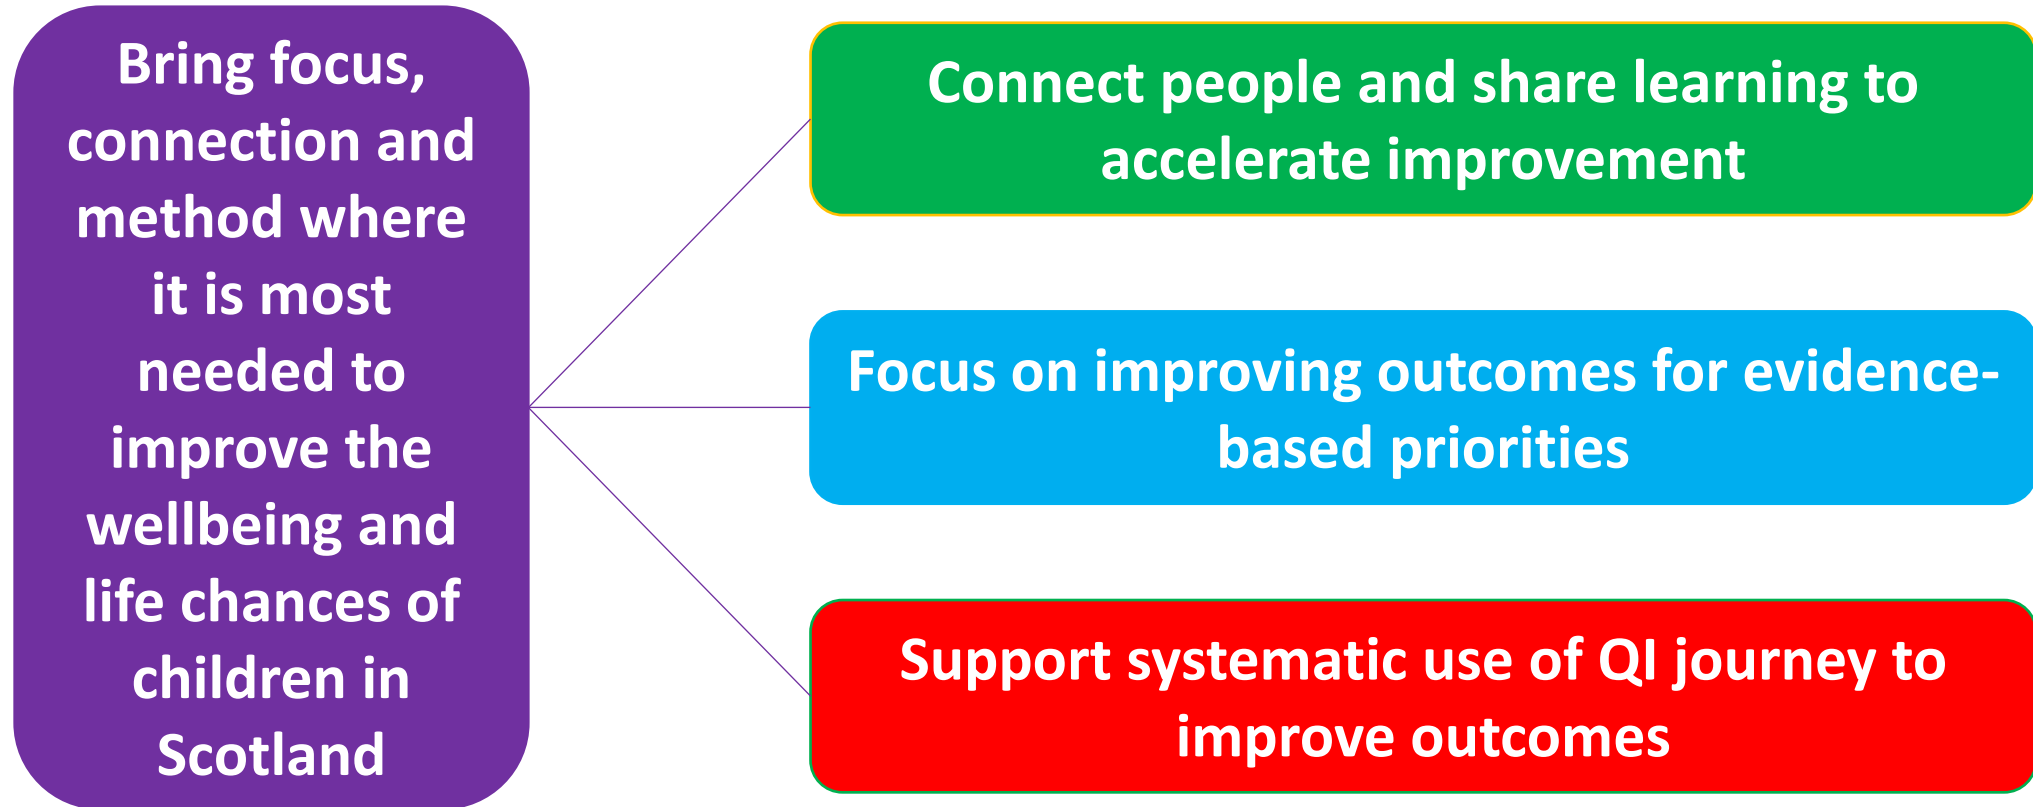 Bring focus,
connection and
method where
it is most
needed to
improve the
wellbeing and
life chances of
children in
Scotland
Connect people and share learning to
accelerate improvement
Focus on improving outcomes for evidence-
based priorities
Support systematic use of QI journey to
improve outcomes